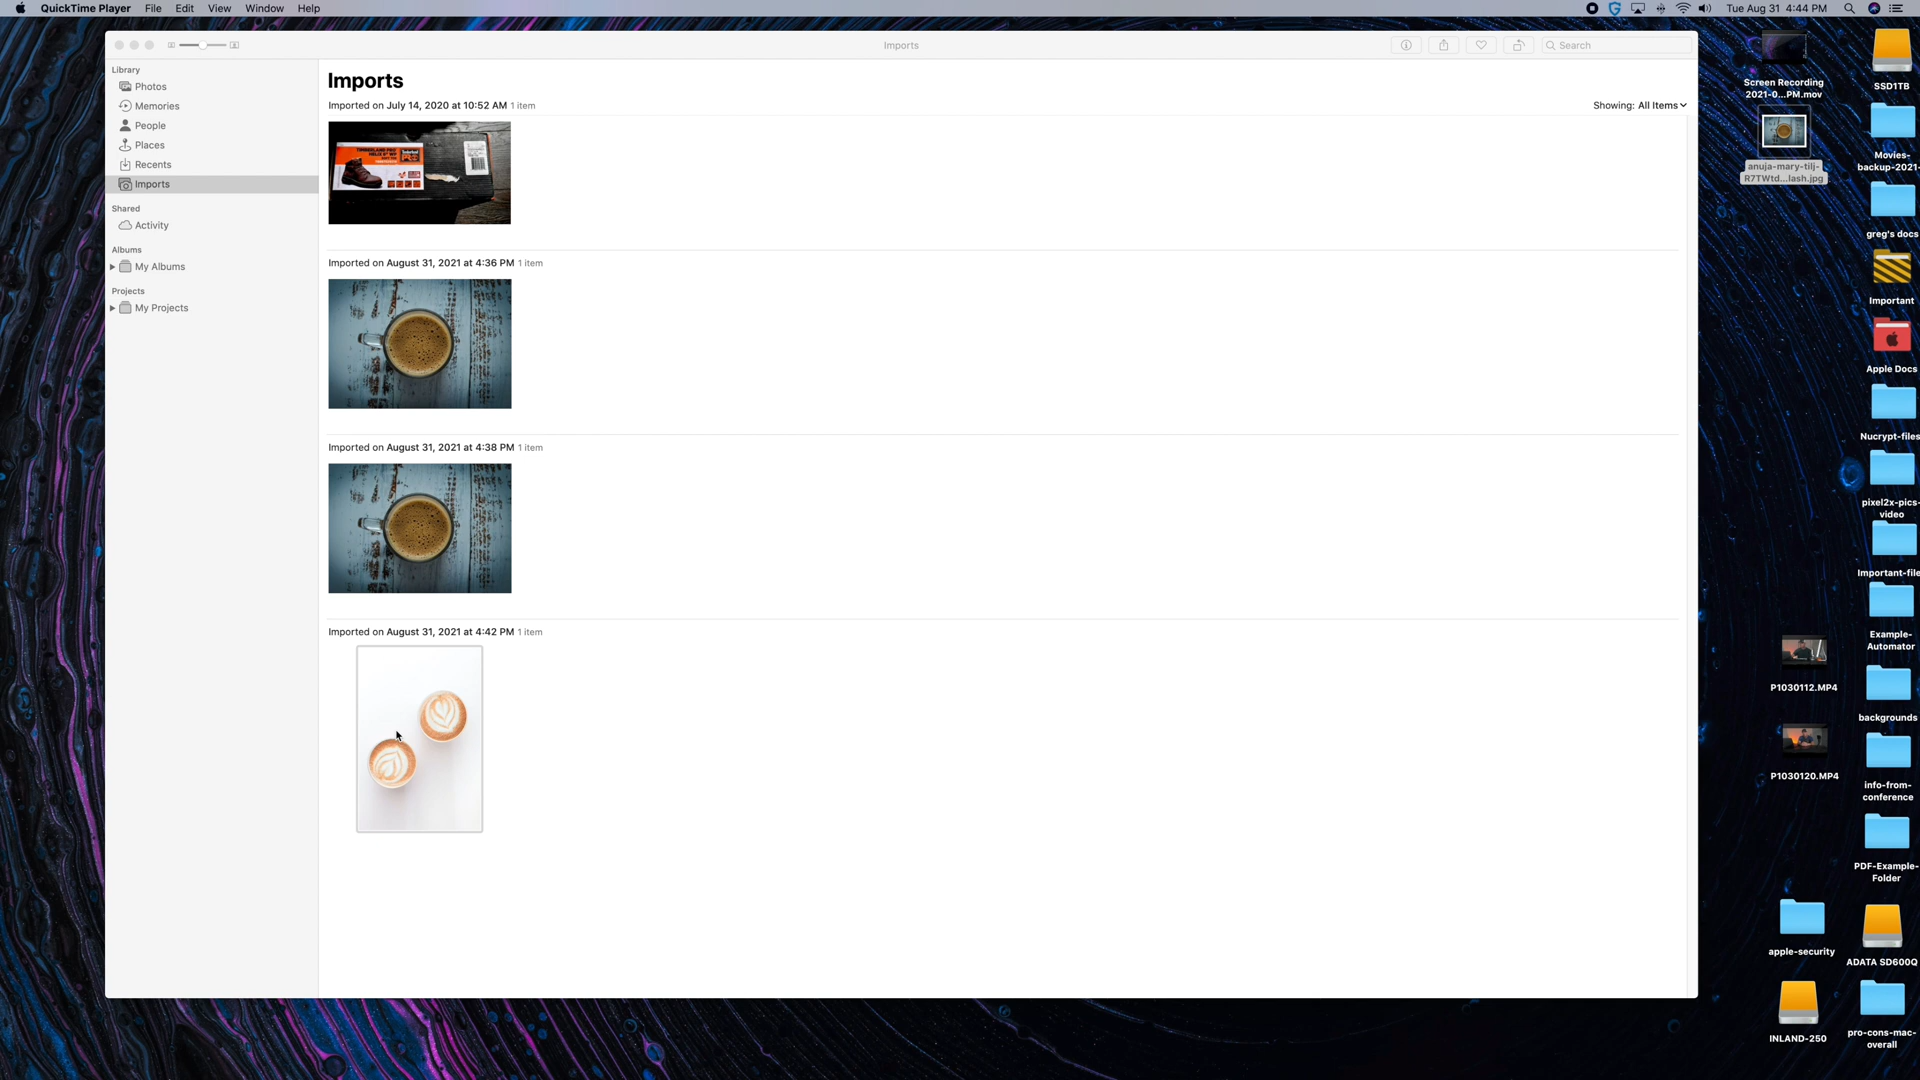 QuickTime Player File Edit View Window Help
Tue Aug 31 4:44 PM
Imports
Search
Library
Photos
Memories
People
Places
Recents
Imports
Shared
Activity
Albums
My Albums
Projects
My Projects
Imports
Imported on July 14, 2020 at 10:52 AM 1 item
Showing: All Items
Imported on August 31, 2021 at 4:36 PM 1 item
Imported on August 31, 2021 at 4:38 PM 1 item
Imported on August 31, 2021 at 4:42 PM 1 item
Screen Recording
2021-0...PM.mov
anuja-mary-tilj-
R7TWtd...lash.jpg
P1030112.MP4
P1030120.MP4
apple-security
INLAND-250
SSD1TB
Movies-
backup-2021-
greg's docs
Important
Apple Docs
Nucrypt-files
pixel2x-pics-
video
Important-file
Example-
Automator
backgrounds
info-from-
conference
PDF-Example-
Folder
ADATA SD600Q
pro-cons-mac-
overall